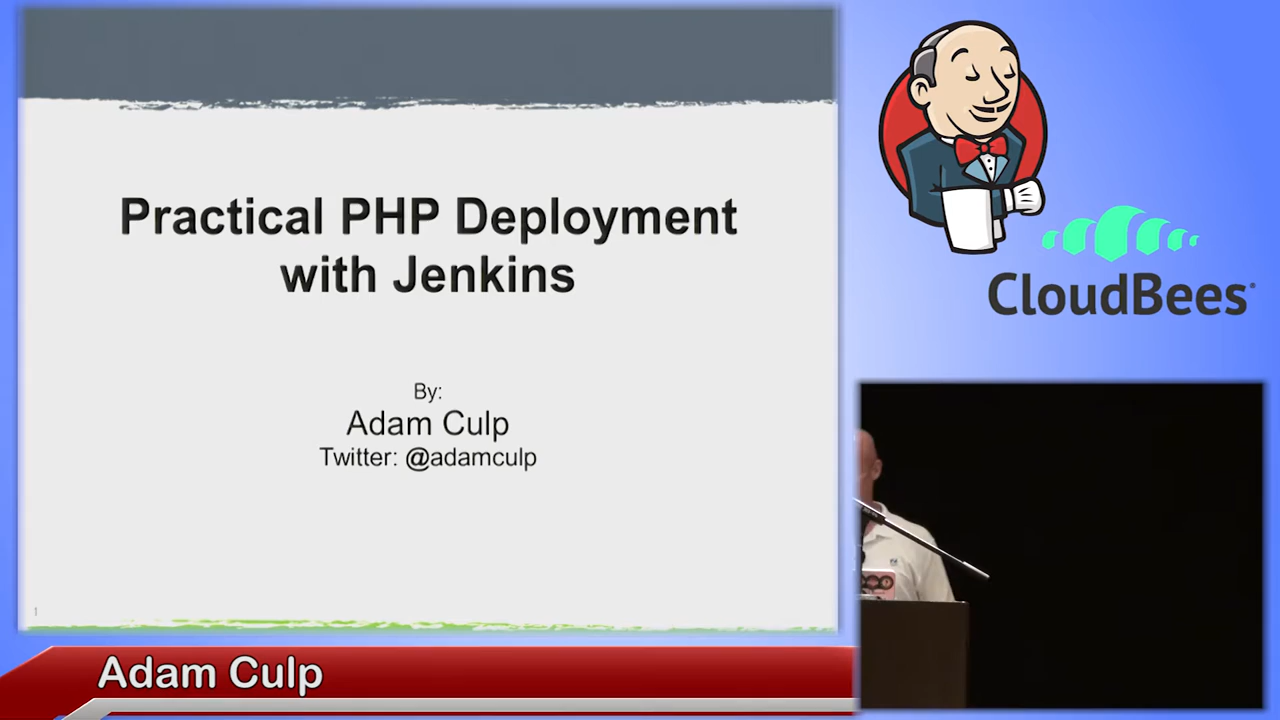 Practical PHP Deployment
with Jenkins
By:
Adam Culp
Twitter: @adamculp
1
CloudBees
Adam Culp